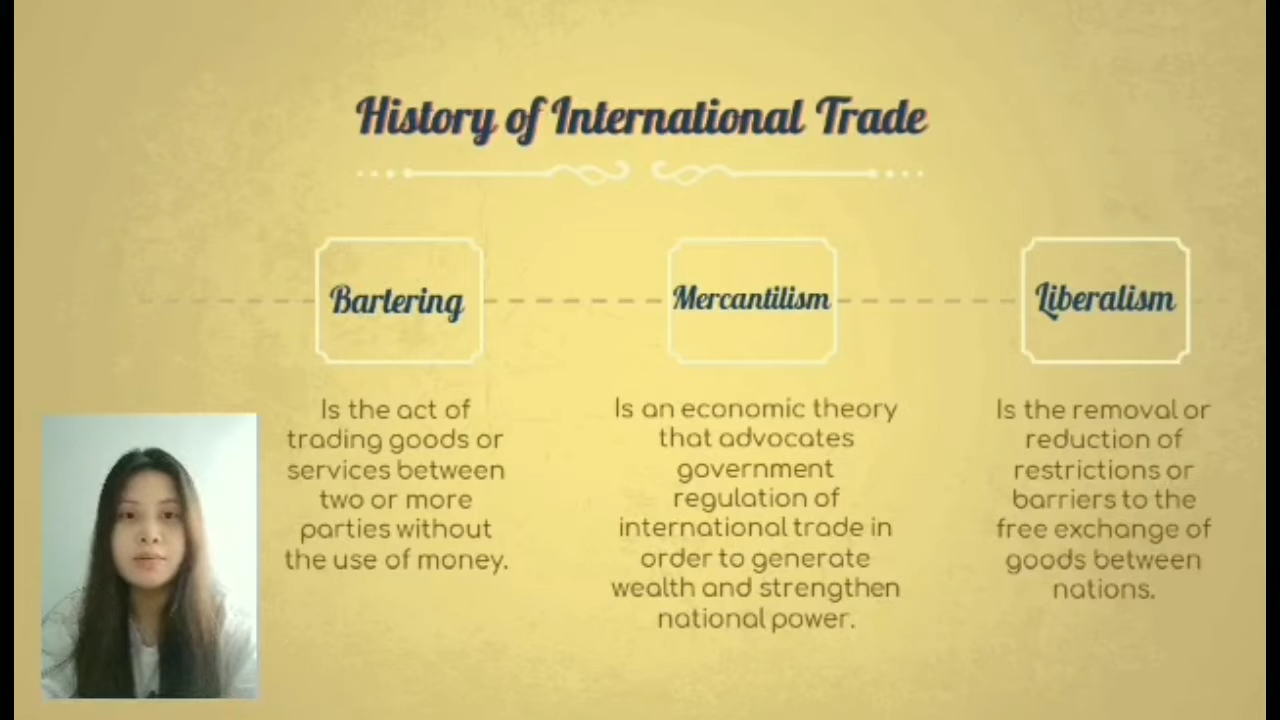 History of International Trade
Bartering
Is the act of
trading goods or
services between
two or more
parties without
the use of money.
Mercantilism
Is an economic theory
that advocates
government
regulation of
international trade in
order to generate
wealth and strengthen
national power.
Liberalism
Is the removal or
reduction of
restrictions or
barriers to the
free exchange of
goods between
nations.